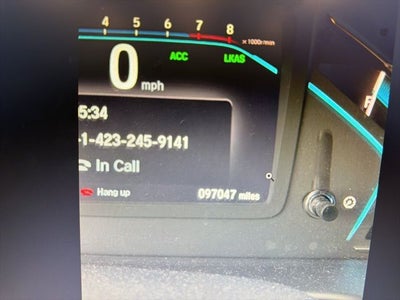 4 5 6 7 8
×1000r/min
ACC LKAS
0 mph
5:34
-1-423-245-9141
In Call
Hang up 097047 miles